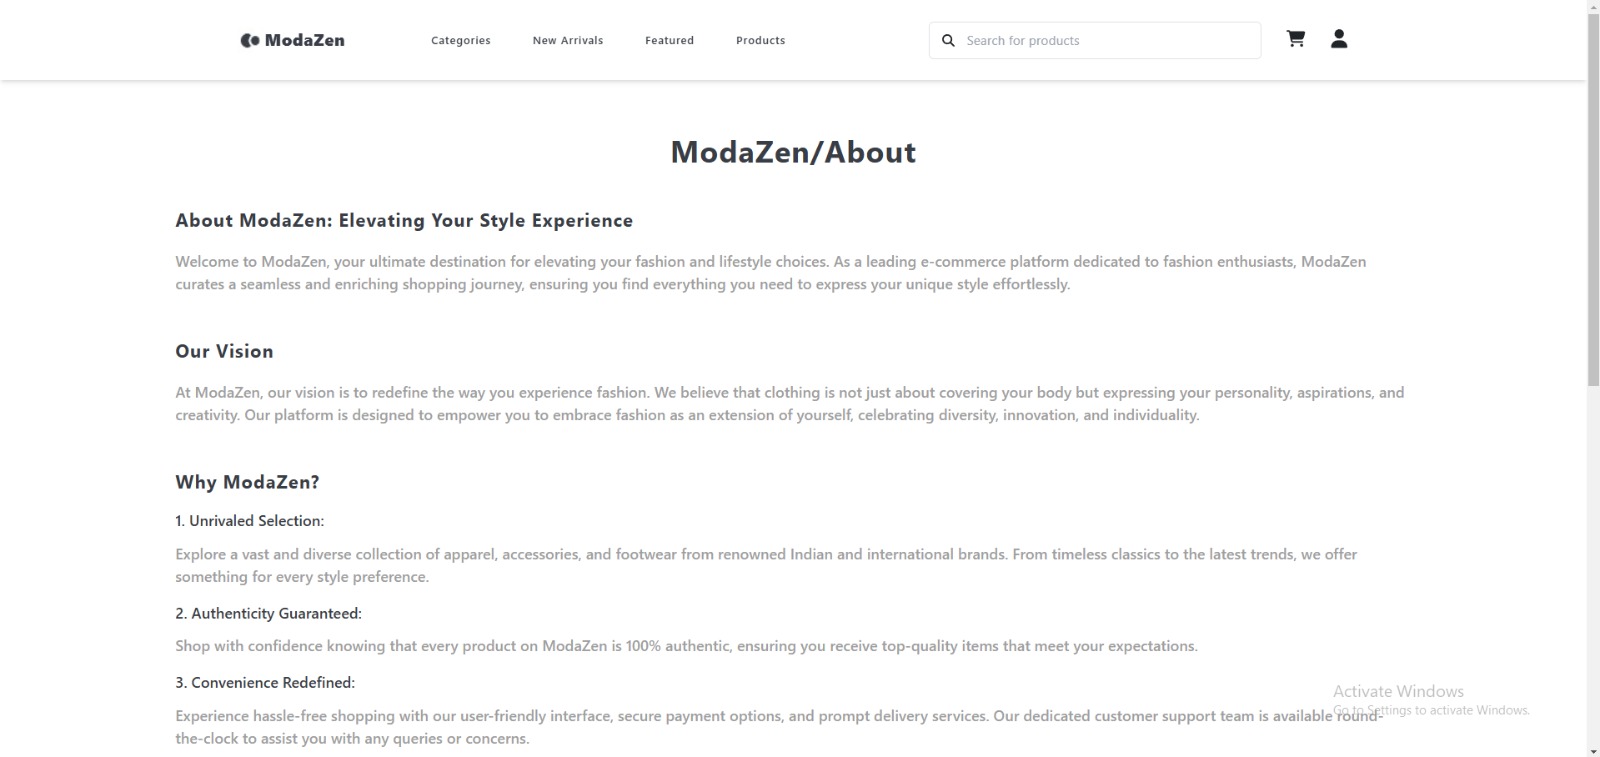 ModaZen
Categories
New Arrivals
Featured
Products
Search for products
ModaZen/About
About ModaZen: Elevating Your Style Experience
Welcome to ModaZen, your ultimate destination for elevating your fashion and lifestyle choices. As a leading e-commerce platform dedicated to fashion enthusiasts, ModaZen
curates a seamless and enriching shopping journey, ensuring you find everything you need to express your unique style effortlessly.
Our Vision
At ModaZen, our vision is to redefine the way you experience fashion. We believe that clothing is not just about covering your body but expressing your personality, aspirations, and
creativity. Our platform is designed to empower you to embrace fashion as an extension of yourself, celebrating diversity, innovation, and individuality.
Why ModaZen?
1. Unrivaled Selection:
Explore a vast and diverse collection of apparel, accessories, and footwear from renowned Indian and international brands. From timeless classics to the latest trends, we offer
something for every style preference.
2. Authenticity Guaranteed:
Shop with confidence knowing that every product on ModaZen is 100% authentic, ensuring you receive top-quality items that meet your expectations.
3. Convenience Redefined:
Experience hassle-free shopping with our user-friendly interface, secure payment options, and prompt delivery services. Our dedicated customer support team is available round-
the-clock to assist you with any queries or concerns.
Activate Windows
Go to Settings to activate Windows.